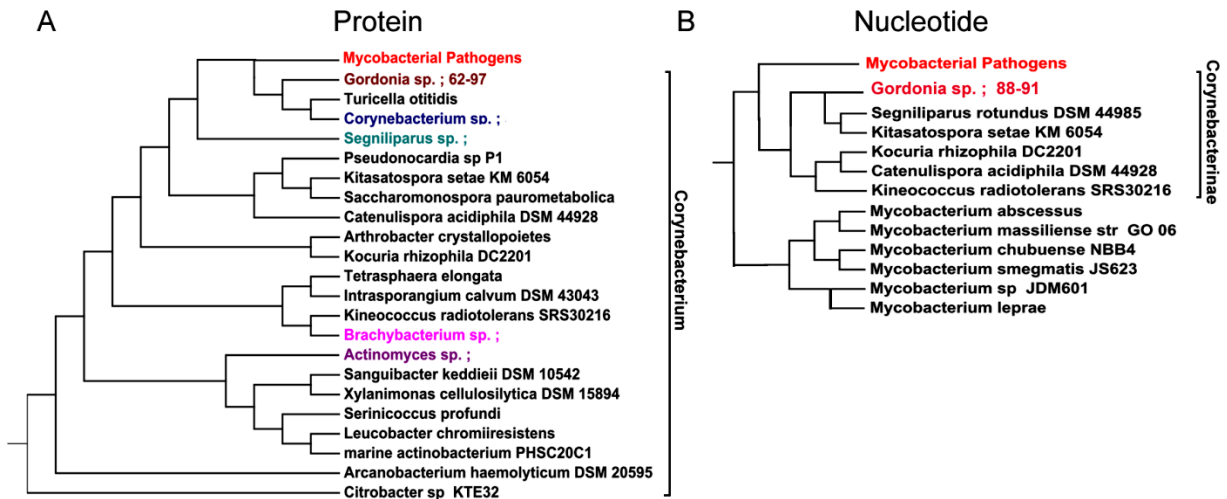 A
Protein
Mycobacterial Pathogens
Gordonia sp. ; 62-97
Turicella otitidis
Corynebacterium sp. ;
Segniliparus sp. ;
Pseudonocardia sp P1
Kitasatospora setae KM 6054
Saccharomonospora paurometabolica
Catenulispora acidiphila DSM 44928
Arthrobacter crystallopoietes
Kocuria rhizophila DC2201
Tetrasphaera elongata
Intrasporangium calvum DSM 43043
Kineococcus radiotolerans SRS30216
Brachybacterium sp. ;
Actinomyces sp. ;
Sanguibacter keddieii DSM 10542
Xylanimonas cellulosilytica DSM 15894
Serinicoccus profundi
Leucobacter chromiiresistens
marine actinobacterium PHSC20C1
Arcanobacterium haemolyticum DSM 20595
Citrobacter sp KTE32
Corynebacterium
B
Nucleotide
Mycobacterial Pathogens
Gordonia sp. ; 88-91
Segniliparus rotundus DSM 44985
Kitasatospora setae KM 6054
Kocuria rhizophila DC2201
Catenulispora acidiphila DSM 44928
Kineococcus radiotolerans SRS30216
Mycobacterium abscessus
Mycobacterium massiliense str GO 06
Mycobacterium chubuense NBB4
Mycobacterium smegmatis JS623
Mycobacterium sp JDM601
Mycobacterium leprae
Corynebacterinae